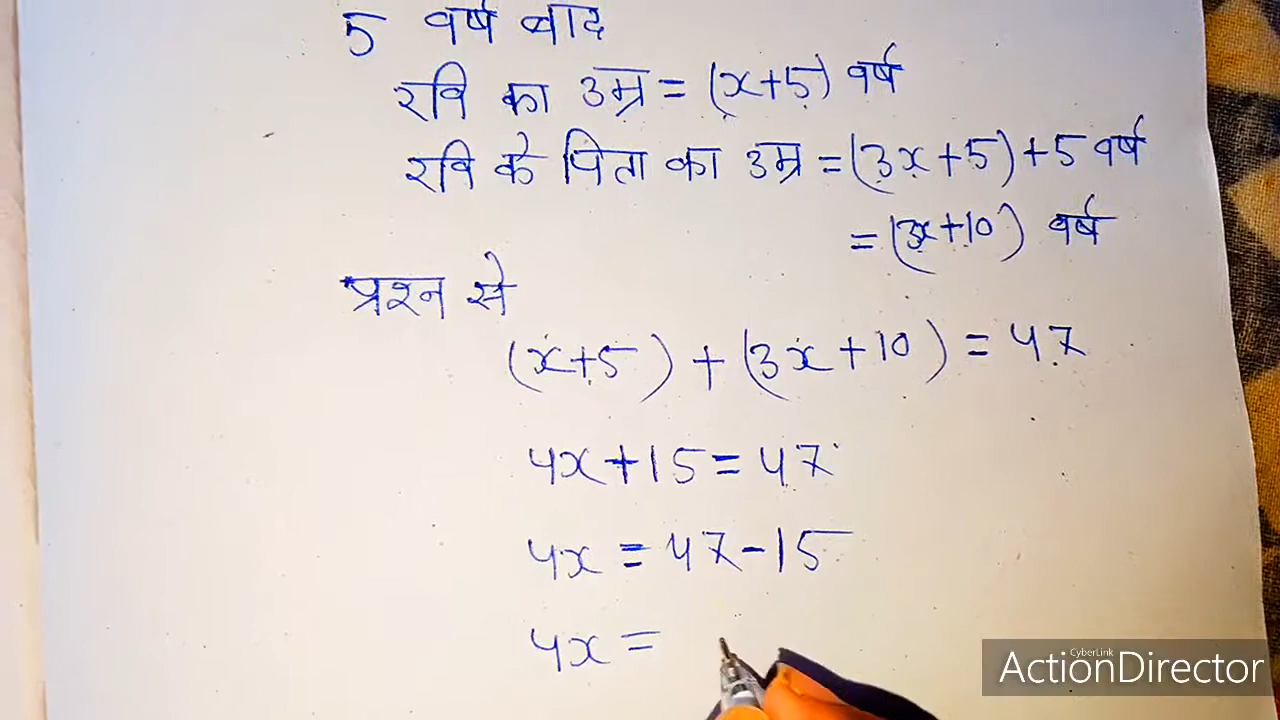 5 वर्ष बाद
रवि का उम्र = (x+5) वर्ष
रवि के पिता का उम्र = (3x+5)+5 वर्ष
= (3x+10) वर्ष
प्रश्न से
(x+5) + (3x+10) = 47
4x+15=47
4x = 47-15
4x =
CyberLink
ActionDirector